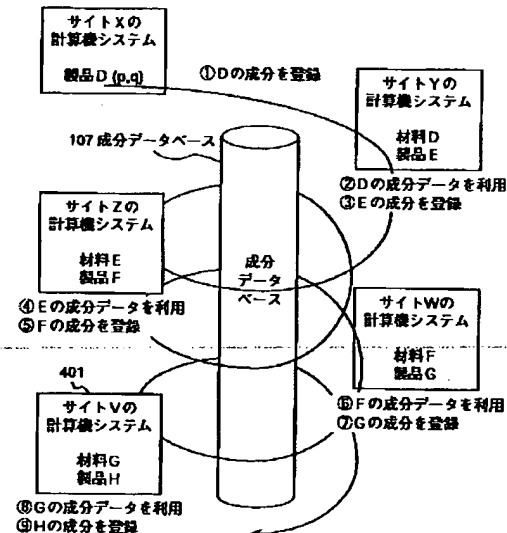 サイトXの
計算機システム
製品D (p,q)
①Dの成分を登録
サイトYの
計算機システム
材料D
製品E
107 成分データベース
②Dの成分データを利用
③Eの成分を登録
サイトZの
計算機システム
材料E
製品F
成分
データ
ベース
④Eの成分データを利用
⑤Fの成分を登録
サイトWの
計算機システム
材料F
製品G
401
サイトVの
計算機システム
材料G
製品H
⑥Fの成分データを利用
⑦Gの成分を登録
⑧Gの成分データを利用
⑨Hの成分を登録